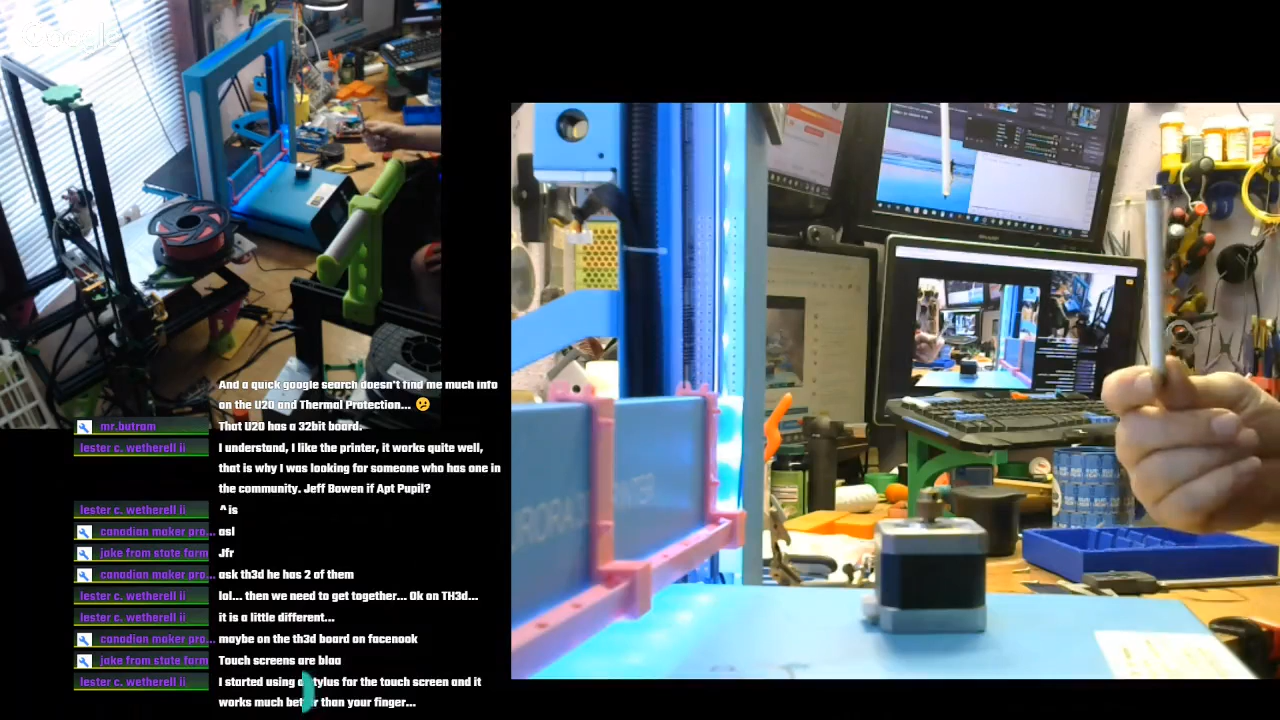 Google
And a quick google search doesn't find me much info
on the U20 and Thermal Protection... 😕
mr.butram That U20 has a 32bit board.
lester c. wetherell ii I understand, I like the printer, it works quite well,
that is why I was looking for someone who has one in
the community. Jeff Bowen if Apt Pupil?
lester c. wetherell ii ^ is
canadian maker pro... asl
jake from state farm Jfr
canadian maker pro... ask th3d he has 2 of them
lester c. wetherell ii lol... then we need to get together... Ok on TH3d...
lester c. wetherell ii it is a little different...
canadian maker pro... maybe on the th3d board on facenook
jake from state farm Touch screens are blaa
lester c. wetherell ii I started using a stylus for the touch screen and it
works much better than your finger...